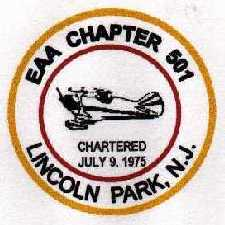 EAA CHAPTER 501
CHARTERED
JULY 9, 1975
LINCOLN PARK, N.J.